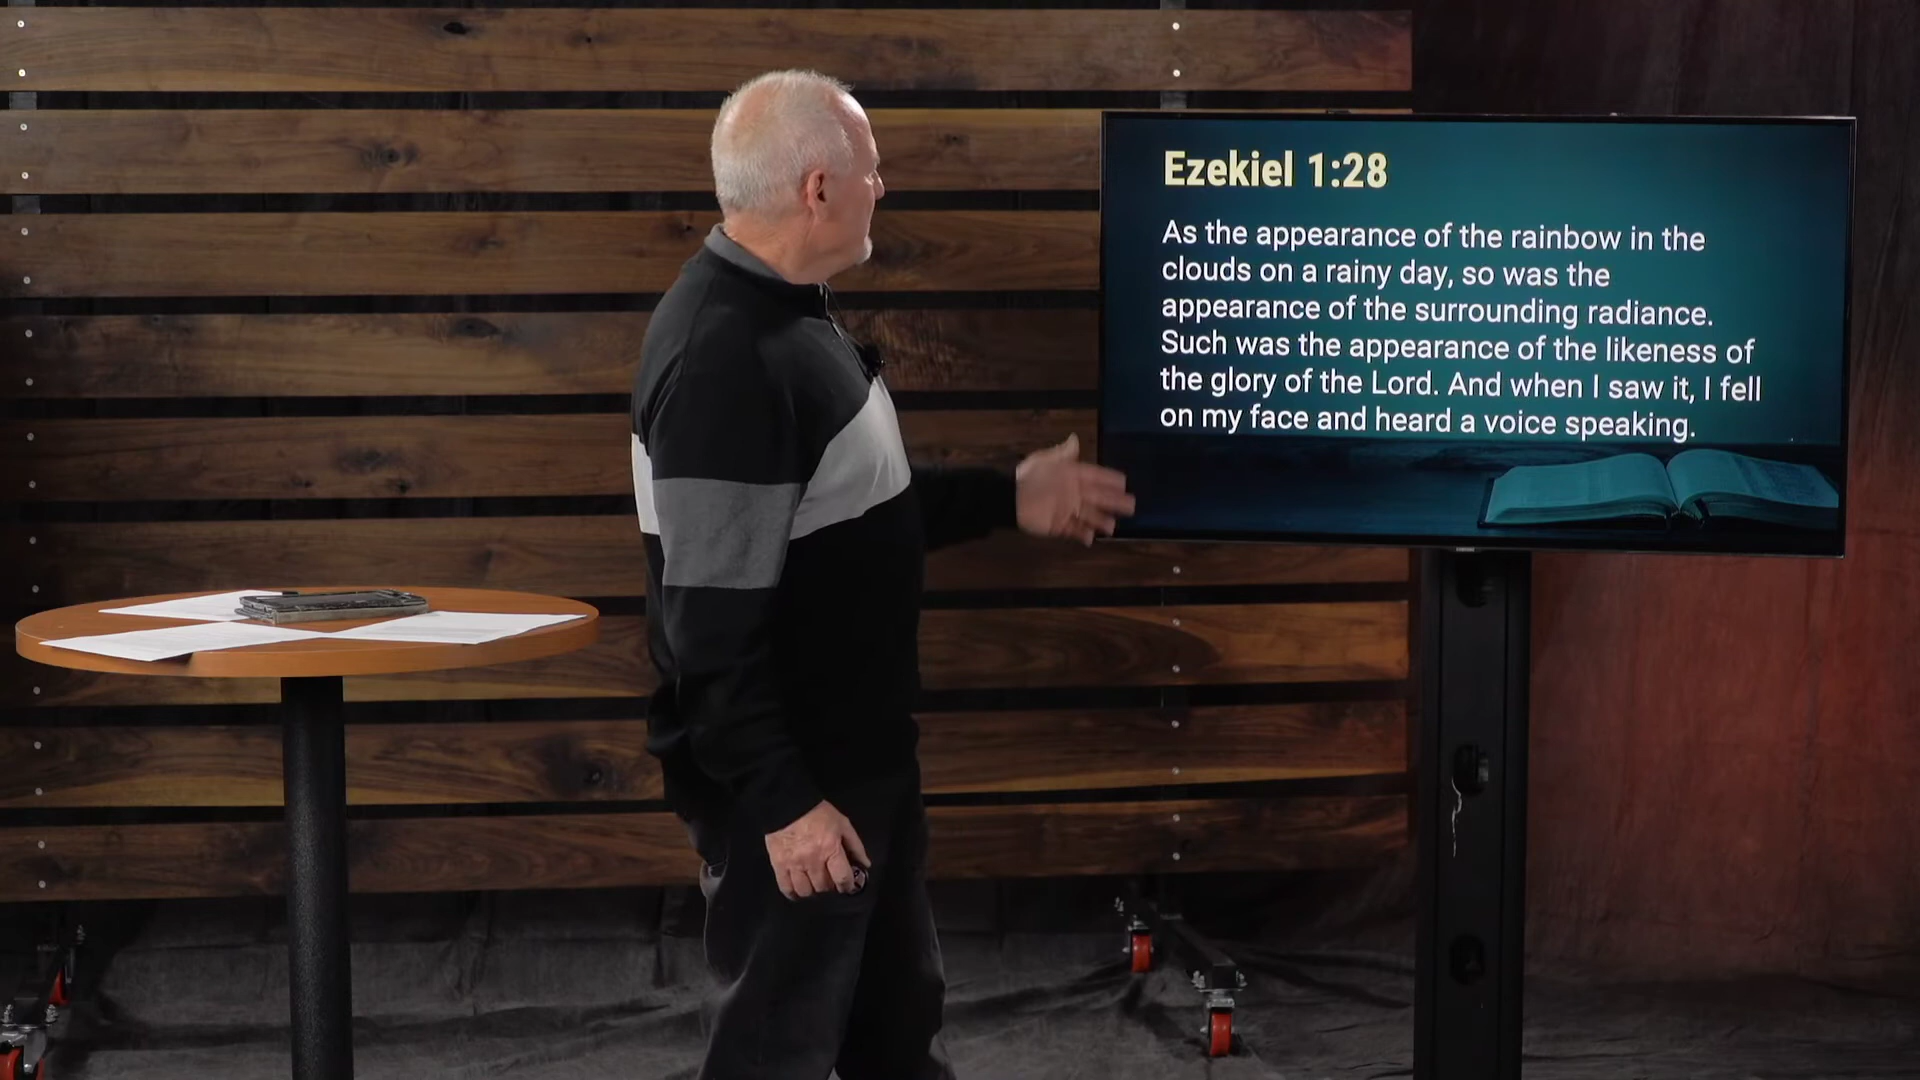 Ezekiel 1:28
As the appearance of the rainbow in the
clouds on a rainy day, so was the
appearance of the surrounding radiance.
Such was the appearance of the likeness of
the glory of the Lord. And when I saw it, I fell
on my face and heard a voice speaking.